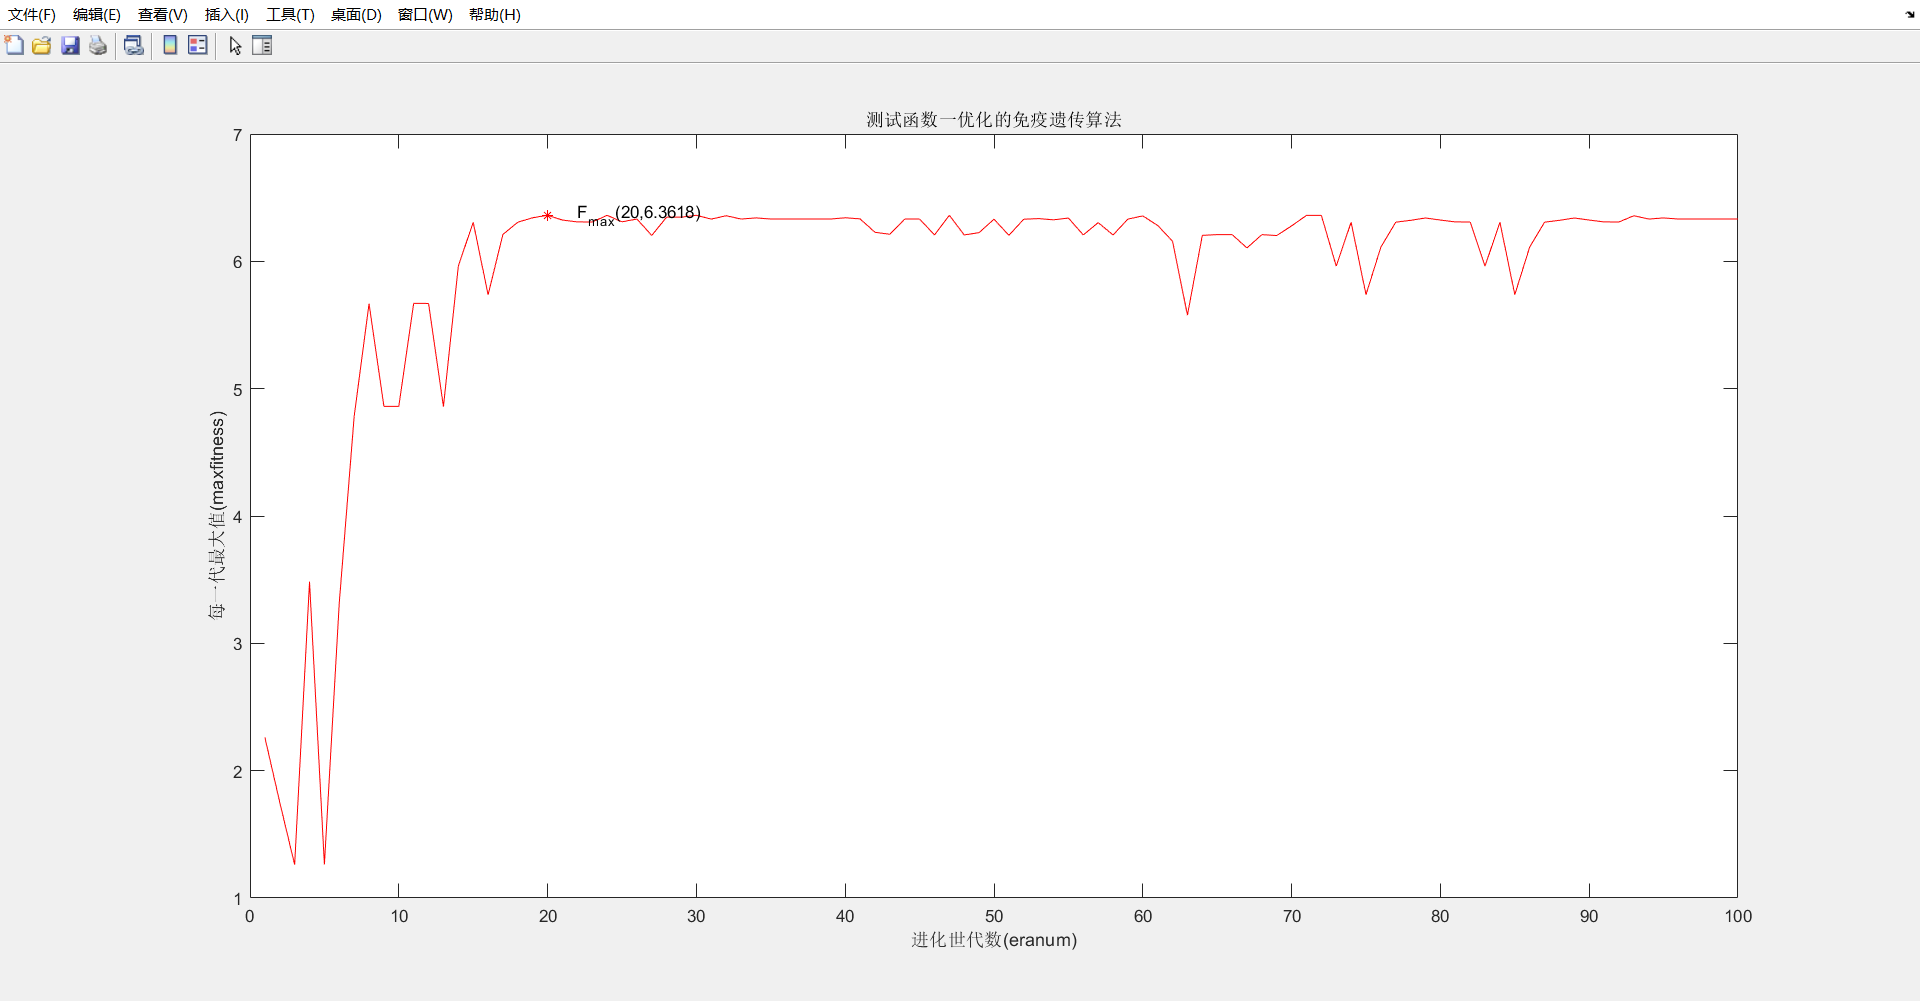 文件(F) 编辑(E) 查看(V) 插入(I) 工具(T) 桌面(D) 窗口(W) 帮助(H)
测试函数一优化的免疫遗传算法
7
6
5
4
3
2
1
F_max(20,6.3618)
每一代最大值(maxfitness)
0 10 20 30 40 50 60 70 80 90 100
进化世代数(eranum)